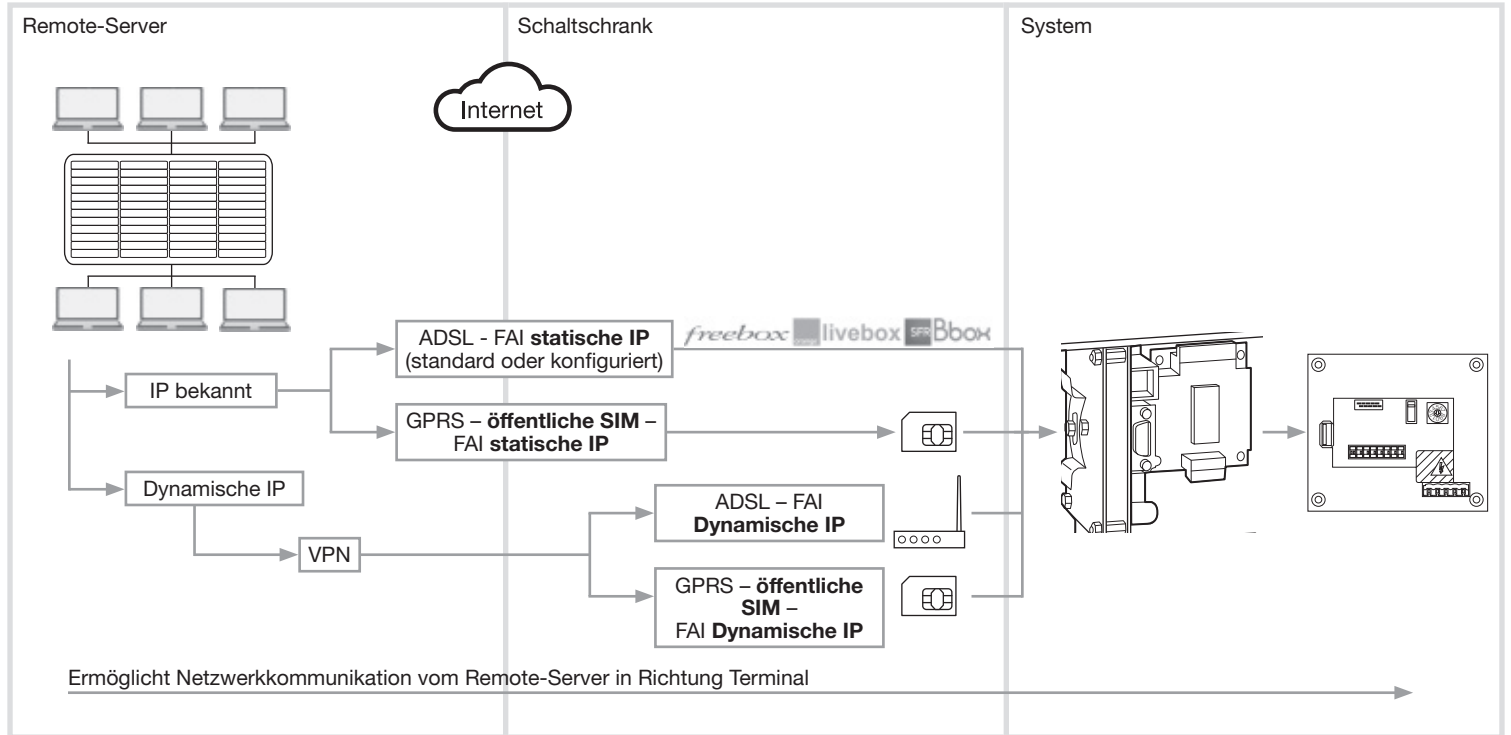 Remote-Server
Schaltschrank
System
Internet
ADSL - FAI statische IP
(standard oder konfiguriert)
freebox
livebox
SFR
Bbox
IP bekannt
GPRS – öffentliche SIM –
FAI statische IP
Dynamische IP
ADSL – FAI
Dynamische IP
VPN
GPRS – öffentliche
SIM –
FAI Dynamische IP
Ermöglicht Netzwerkkommunikation vom Remote-Server in Richtung Terminal